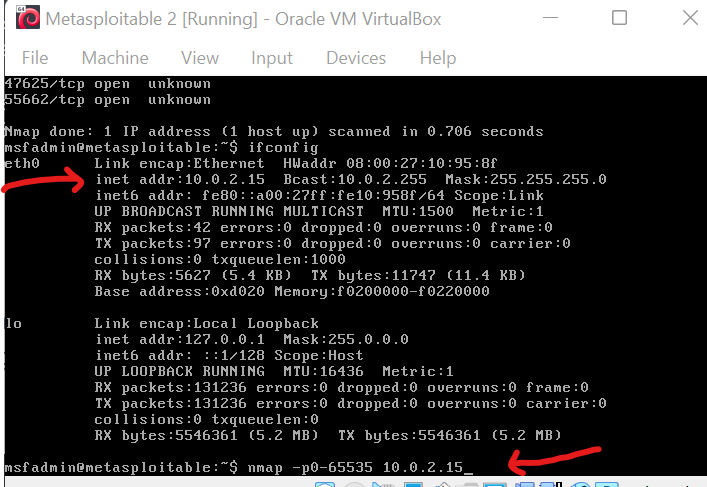 64
Metasploitable 2 [Running] - Oracle VM VirtualBox
File Machine View Input Devices Help
47625/tcp open  unknown
55662/tcp open  unknown
Nmap done: 1 IP address (1 host up) scanned in 0.706 seconds
msfadmin@metasploitable:~$ ifconfig
eth0      Link encap:Ethernet  HWaddr 08:00:27:10:95:8f
inet addr:10.0.2.15  Bcast:10.0.2.255  Mask:255.255.255.0
inet6 addr: fe80::a00:27ff:fe10:958f/64 Scope:Link
UP BROADCAST RUNNING MULTICAST  MTU:1500  Metric:1
RX packets:42 errors:0 dropped:0 overruns:0 frame:0
TX packets:97 errors:0 dropped:0 overruns:0 carrier:0
collisions:0 txqueuelen:1000
RX bytes:5627 (5.4 KB)  TX bytes:11747 (11.4 KB)
Base address:0xd020 Memory:f0200000-f0220000
lo        Link encap:Local Loopback
inet addr:127.0.0.1  Mask:255.0.0.0
inet6 addr: ::1/128 Scope:Host
UP LOOPBACK RUNNING  MTU:16436  Metric:1
RX packets:131236 errors:0 dropped:0 overruns:0 frame:0
TX packets:131236 errors:0 dropped:0 overruns:0 carrier:0
collisions:0 txqueuelen:0
RX bytes:5546361 (5.2 MB)  TX bytes:5546361 (5.2 MB)
msfadmin@metasploitable:~$ nmap -p0-65535 10.0.2.15_